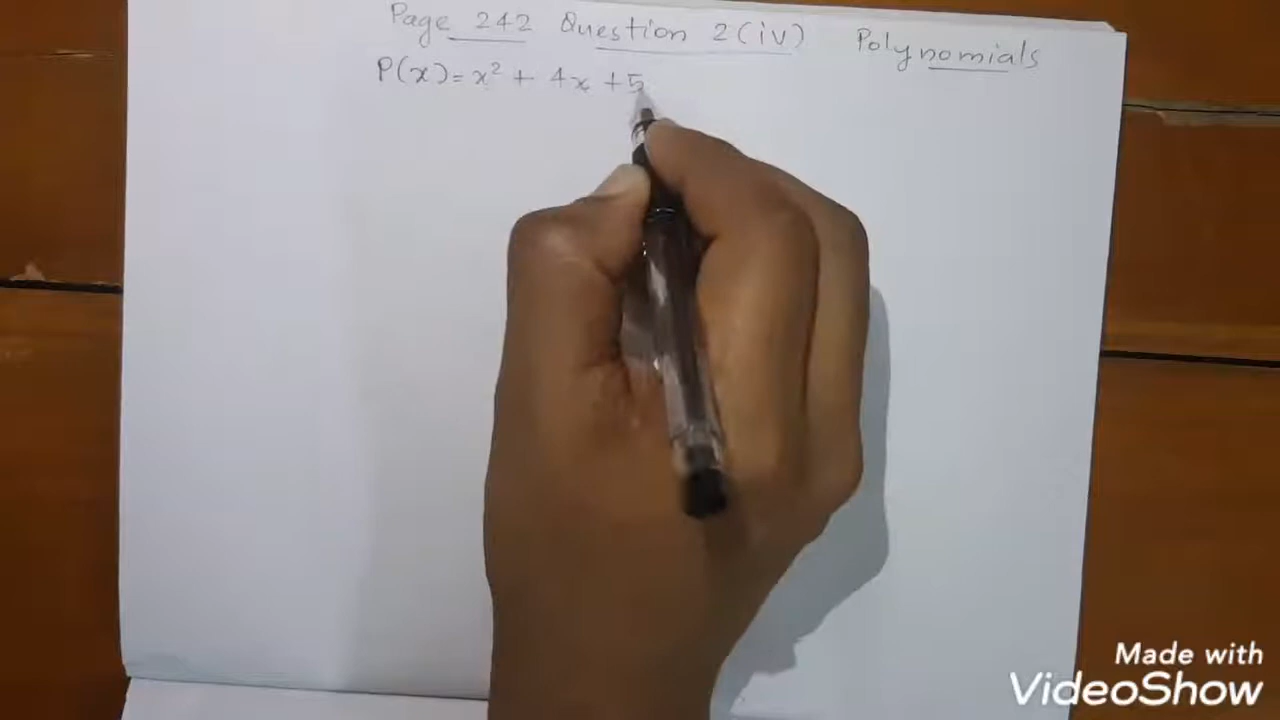 Page 242 Question 2(iv) Polynomials
P(x) = x² + 4x + 5
Made with
VideoShow